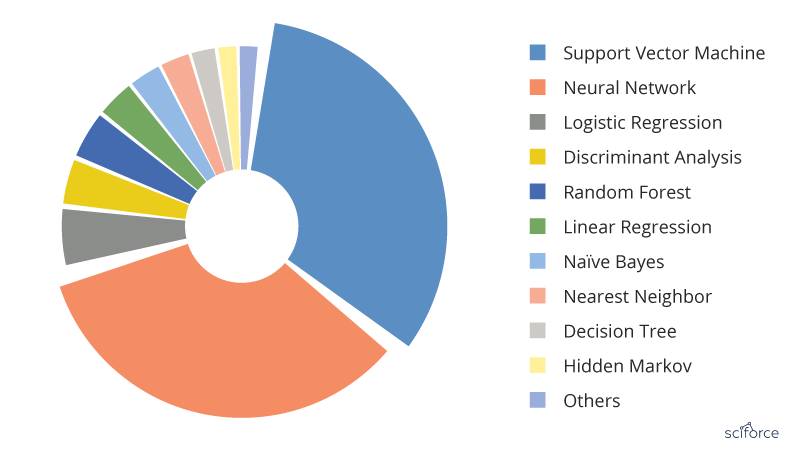 Support Vector Machine
Neural Network
Logistic Regression
Discriminant Analysis
Random Forest
Linear Regression
Naïve Bayes
Nearest Neighbor
Decision Tree
Hidden Markov
Others
sciforce